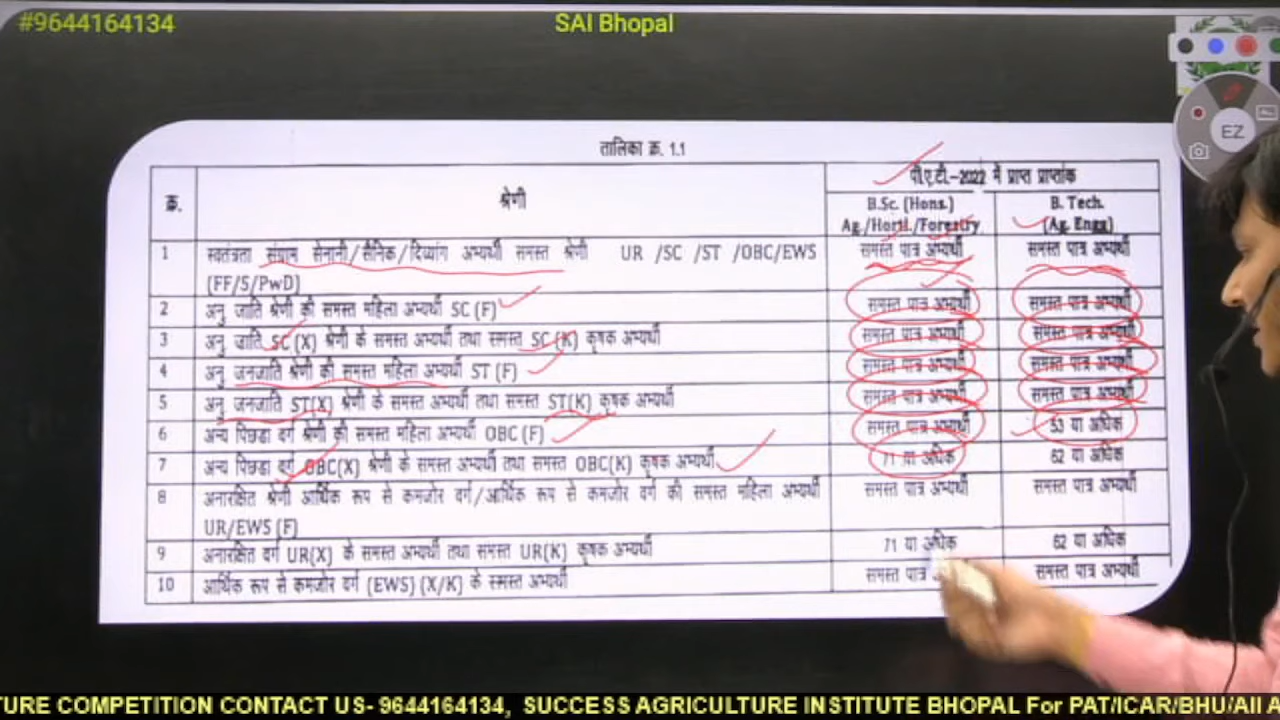 #9644164134
SAI Bhopal
EZ
तालिका क्र. 1.1
क्र. श्रेणी पी.ए.टी.-2022 में प्राप्त प्राप्तांक
B.Sc. (Hons.) B. Tech.
Ag./Horti./Forestry (Ag. Engg)
1 स्वतंत्रता संग्राम सेनानी/सैनिक/दिव्यांग अभ्यर्थी समस्त श्रेणी UR /SC /ST /OBC/EWS समस्त पात्र अभ्यर्थी समस्त पात्र अभ्यर्थी
(FF/S/PwD)
2 अनु जाति श्रेणी की समस्त महिला अभ्यर्थी SC (F) समस्त पात्र अभ्यर्थी समस्त पात्र अभ्यर्थी
3 अनु जाति SC (X) श्रेणी के समस्त अभ्यर्थी तथा समस्त SC (K) कृषक अभ्यर्थी समस्त पात्र अभ्यर्थी समस्त पात्र अभ्यर्थी
4 अनु जनजाति श्रेणी की समस्त महिला अभ्यर्थी ST (F) समस्त पात्र अभ्यर्थी समस्त पात्र अभ्यर्थी
5 अनु जनजाति ST(X) श्रेणी के समस्त अभ्यर्थी तथा समस्त ST(K) कृषक अभ्यर्थी समस्त पात्र अभ्यर्थी समस्त पात्र अभ्यर्थी
6 अन्य पिछडा वर्ग श्रेणी की समस्त महिला अभ्यर्थी OBC (F) समस्त पात्र अभ्यर्थी 53 या अधिक
7 अन्य पिछडा वर्ग OBC(X) श्रेणी के समस्त अभ्यर्थी तथा समस्त OBC(K) कृषक अभ्यर्थी 71 या अधिक 62 या अधिक
8 अनारक्षित श्रेणी आर्थिक रूप से कमजोर वर्ग/आर्थिक रूप से कमजोर वर्ग की समस्त महिला अभ्यर्थी समस्त पात्र अभ्यर्थी समस्त पात्र अभ्यर्थी
UR/EWS (F)
9 अनारक्षित वर्ग UR(X) के समस्त अभ्यर्थी तथा समस्त UR(K) कृषक अभ्यर्थी 71 या अधिक 62 या अधिक
10 आर्थिक रूप से कमजोर वर्ग (EWS) (X/K) के समस्त अभ्यर्थी समस्त पात्र समस्त पात्र अभ्यर्थी
TURE COMPETITION CONTACT US- 9644164134, SUCCESS AGRICULTURE INSTITUTE BHOPAL For PAT/ICAR/BHU/All A